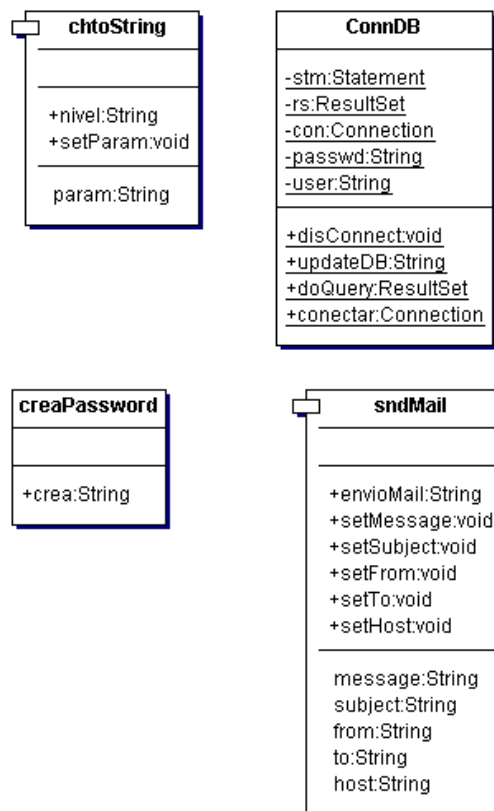 chtoString
+nivel:String
+setParam:void
param:String
ConnDB
-stm:Statement
-rs:ResultSet
-con:Connection
-passwd:String
-user:String
+disConnect:void
+updateDB:String
+doQuery:ResultSet
+conectar:Connection
creaPassword
+crea:String
sndMail
+envioMail:String
+setMessage:void
+setSubject:void
+setFrom:void
+setTo:void
+setHost:void
message:String
subject:String
from:String
to:String
host:String